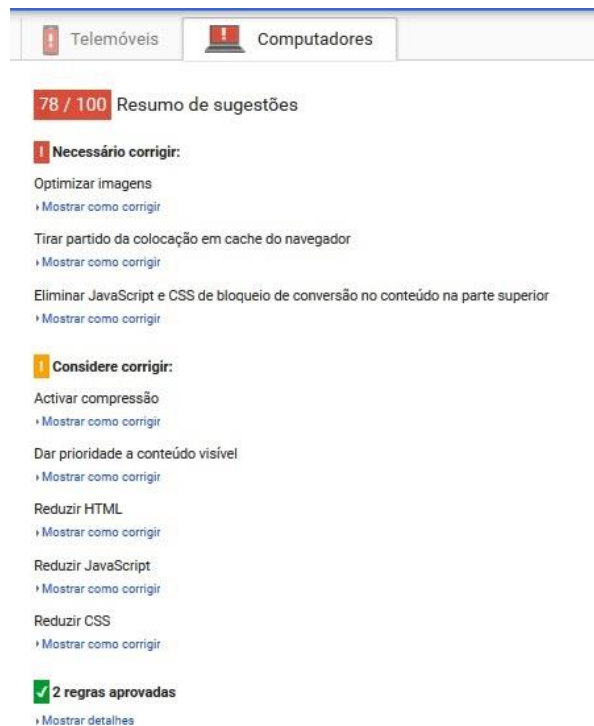 Telemóveis
Computadores
78 / 100 Resumo de sugestões
! Necessário corrigir:
Optimizar imagens
Mostrar como corrigir
Tirar partido da colocação em cache do navegador
Mostrar como corrigir
Eliminar JavaScript e CSS de bloqueio de conversão no conteúdo na parte superior
Mostrar como corrigir
! Considere corrigir:
Activar compressão
Mostrar como corrigir
Dar prioridade a conteúdo visível
Mostrar como corrigir
Reduzir HTML
Mostrar como corrigir
Reduzir JavaScript
Mostrar como corrigir
Reduzir CSS
Mostrar como corrigir
2 regras aprovadas
Mostrar detalhes